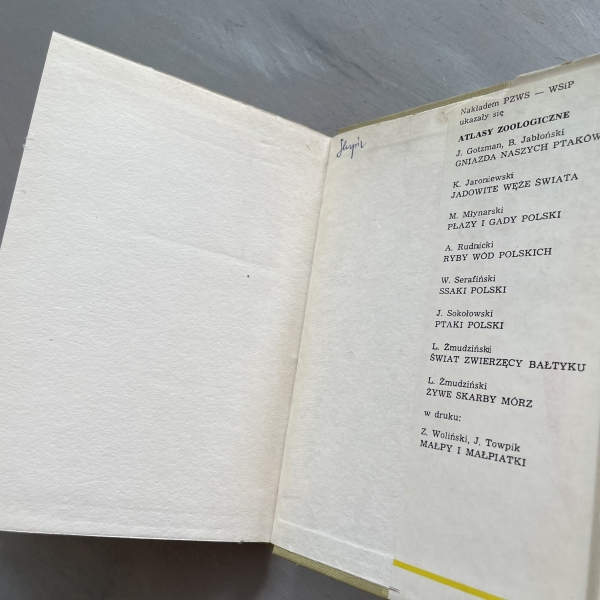 Nakładem PZWS — WSiP
ukazały się
ATLASY ZOOLOGICZNE
J. Gotzman, B. Jabłoński
GNIAZDA NASZYCH PTAKÓW
K. Jaroniewski
JADOWITE WĘŻE ŚWIATA
M. Młynarski
PŁAZY I GADY POLSKI
A. Rudnicki
RYBY WÓD POLSKICH
W. Serafiński
SSAKI POLSKI
J. Sokołowski
PTAKI POLSKI
L. Żmudziński
ŚWIAT ZWIERZĘCY BAŁTYKU
L. Żmudziński
ŻYWE SKARBY MÓRZ
w druku:
Z. Woliński, J. Towpik
MAŁPY I MAŁPIATKI